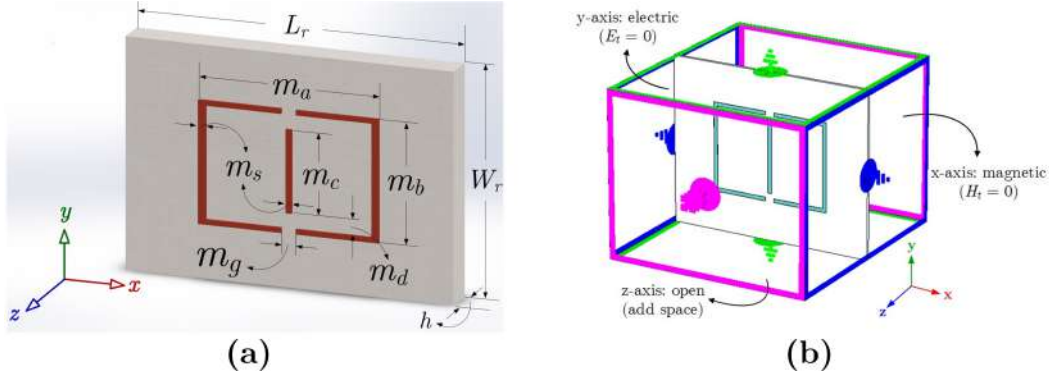 L_r
m_a
m_s
m_c
m_b
W_r
m_g
m_d
h
y
x
z
(a)
y-axis: electric
(E_t = 0)
x-axis: magnetic
(H_t = 0)
z-axis: open
(add space)
y
x
z
(b)